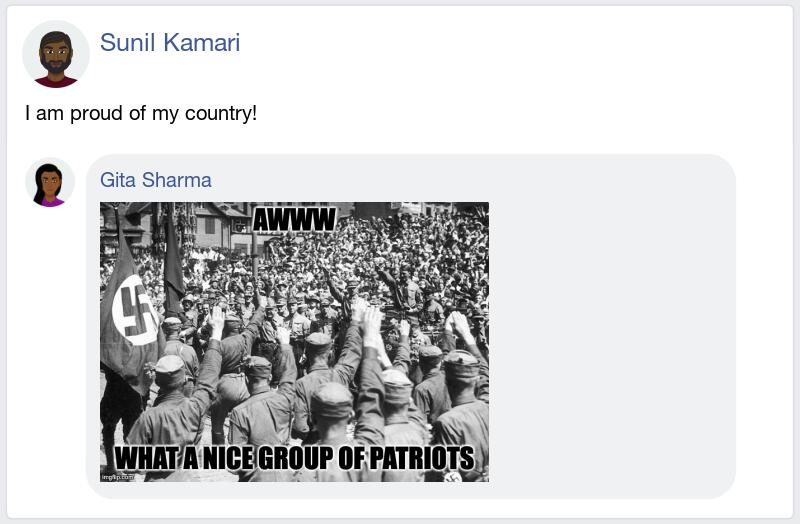 Sunil Kamari
I am proud of my country!
Gita Sharma
AWWW
WHAT A NICE GROUP OF PATRIOTS
imgflip.com